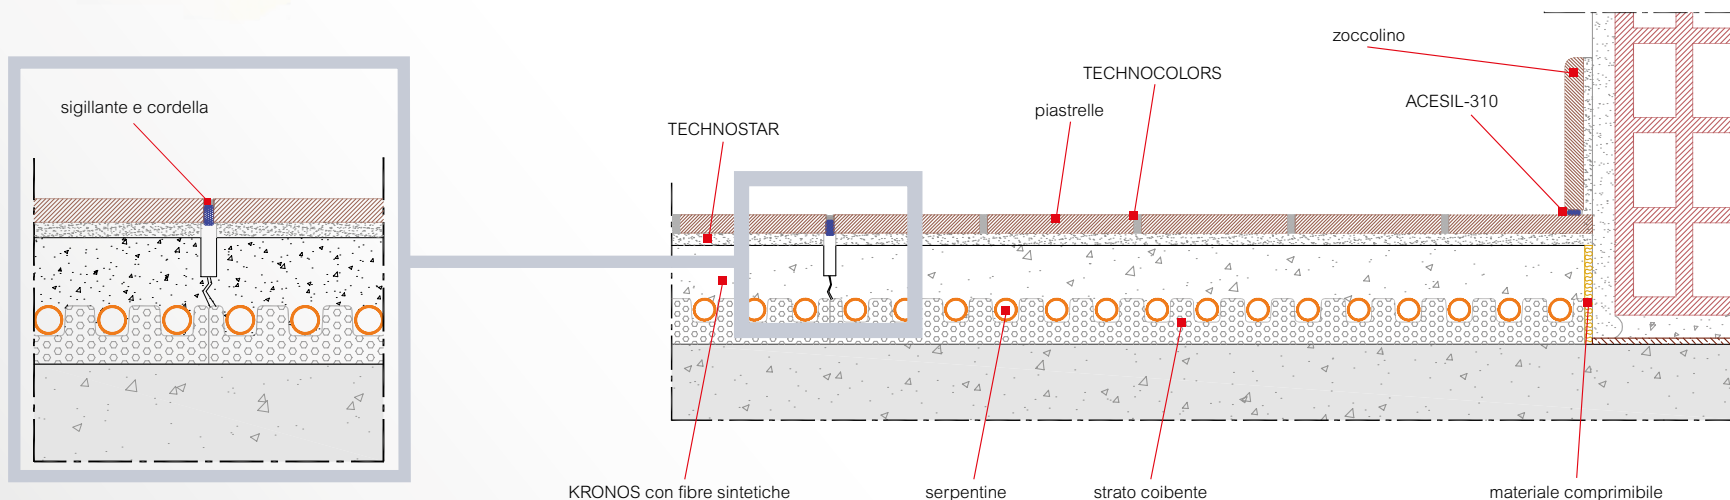 zoccolino
TECHNOCOLORS
ACESIL-310
sigillante e cordella
piastrelle
TECHNOSTAR
KRONOS con fibre sintetiche
serpentine
strato coibente
materiale comprimibile